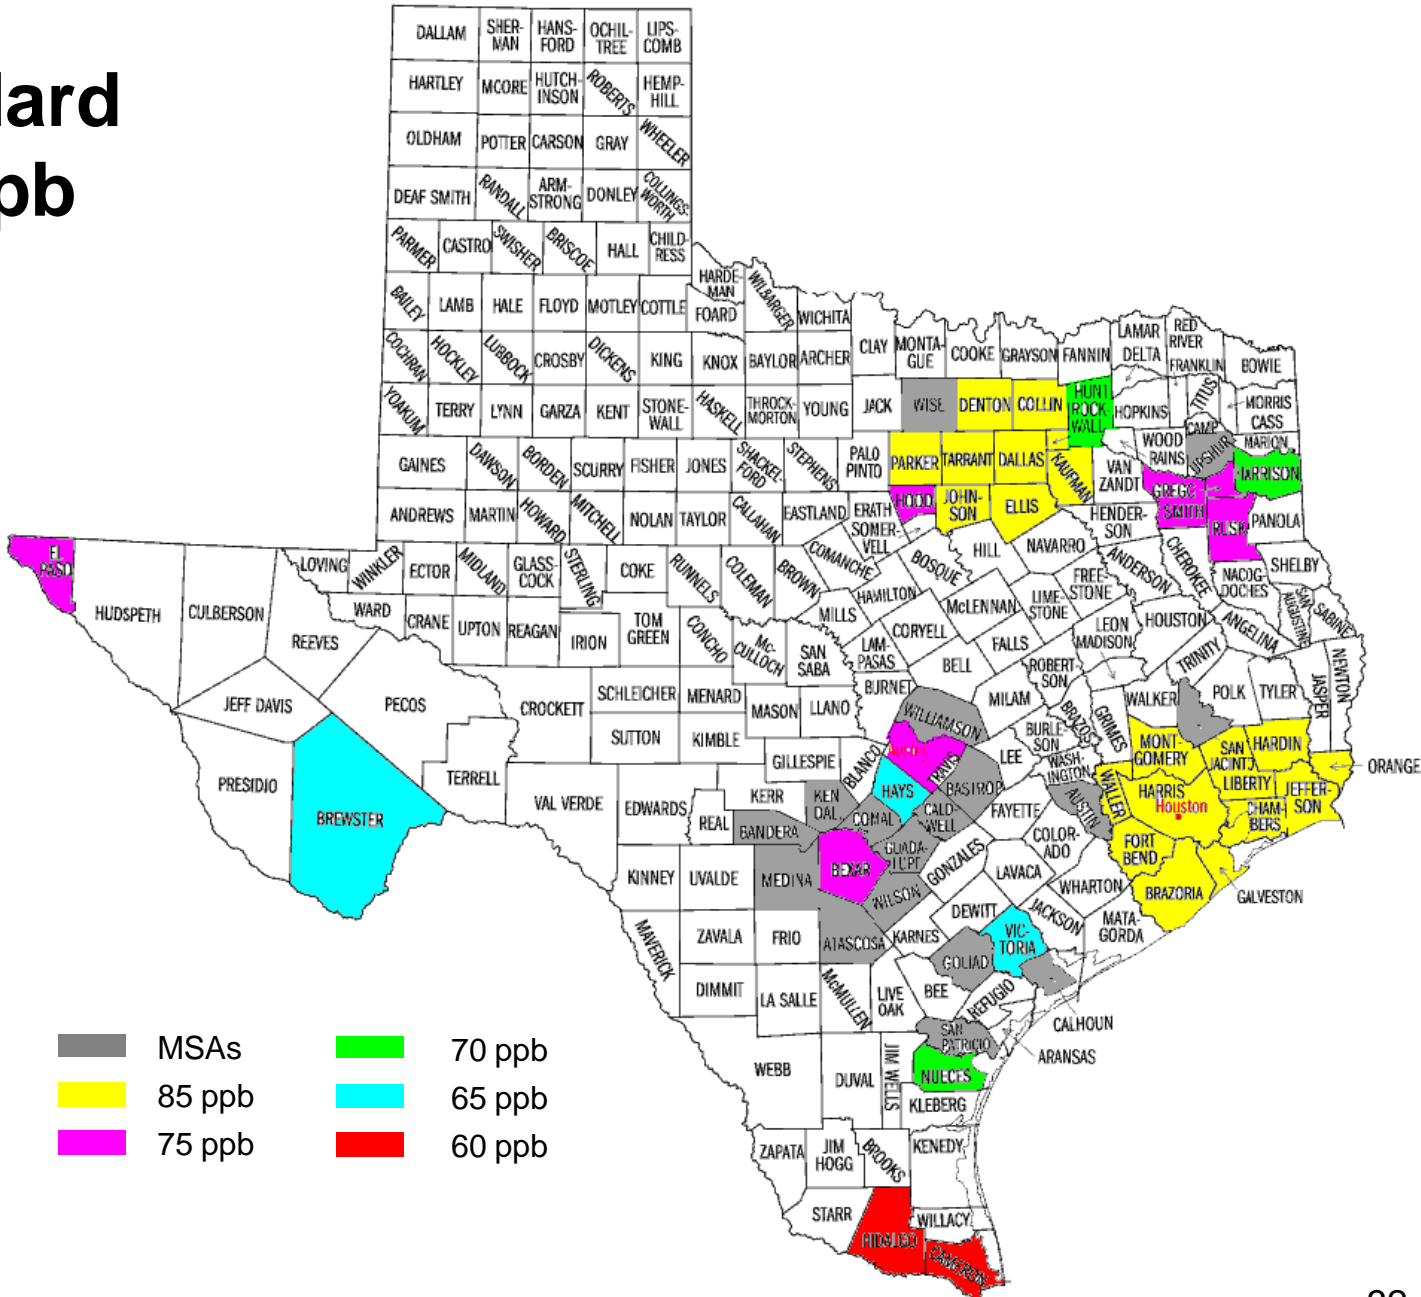 lard
pb
DALLAM
SHER-
MAN
HANS-
FORD
OCHIL-
TREE
LIPS-
COMB
HARTLEY
MOORE
HUTCH-
INSON
ROBERTS
HEMP-
HILL
OLDHAM
POTTER
CARSON
GRAY
WHEELER
DEAF SMITH
RANDALL
ARM-
STRONG
DONLEY
COLLINGS-
WORTH
PARMER
CASTRO
SWISHER
BRISCOE
HALL
CHILD-
RESS
BAILEY
LAMB
HALE
FLOYD
MOTLEY
COTTLE
HARDE
MAN
FOARD
WILBARGER
WICHITA
COCHRAN
HOCKLEY
LUBBOCK
CROSBY
DICKENS
KING
KNOX
BAYLOR
ARCHER
CLAY
MONTA-
GUE
COOKE
GRAYSON
FANNIN
LAMAR
DELTA
RED
RIVER
FRANKLIN
BOWIE
YOAKUM
TERRY
LYNN
GARZA
KENT
STONE-
WALL
HASKELL
THROCK-
MORTON
YOUNG
JACK
WISE
DENTON
COLLIN
HUNT
ROCK-
WALL
HOPKINS
TITUS
MORRIS
CASS
CAMP
GAINES
DAWSON
BORDEN
SCURRY
FISHER
JONES
SHACKEL-
FORD
STEPHENS
PALO
PINTO
PARKER
TARRANT
DALLAS
KAUFMAN
VAN
ZANDT
WOOD
RAINS
UPSHUR
MARION
HARRISON
GREGG
SMITH
RUSK
PANOLA
ANDREWS
MARTIN
HOWARD
MITCHELL
NOLAN
TAYLOR
CALLAHAN
EASTLAND
ERATH
SOMER-
VELL
HOOD
JOHN-
SON
ELLIS
HENDER-
SON
EL
PASO
HUDSPETH
CULBERSON
LOVING
WINKLER
ECTOR
MIDLAND
GLASS-
COCK
STERLING
COKE
RUNNELS
COLEMAN
BROWN
COMANCHE
BOSQUE
HILL
NAVARRO
ANDERSON
CHEROKEE
NACOG-
DOCHES
SHELBY
REEVES
WARD
CRANE
UPTON
REAGAN
IRION
TOM
GREEN
CONCHO
Mc-
CULLOCH
SAN
SABA
MILLS
HAMILTON
LAM-
PASAS
CORYELL
McLENNAN
LIME-
STONE
FREE-
STONE
FALLS
BELL
LEON
MADISON
HOUSTON
ANGELINA
SAN
AUGUSTINE
SABINE
TRINITY
NEWTON
JASPER
JEFF DAVIS
PECOS
CROCKETT
SCHLEICHER
MENARD
MASON
LLANO
BURNET
WILLIAMSON
MILAM
ROBERT-
SON
BRAZOS
GRIMES
WALKER
POLK
TYLER
PRESIDIO
BREWSTER
TERRELL
SUTTON
KIMBLE
GILLESPIE
BLANCO
Austin
TRAVIS
HAYS
LEE
BURLE-
SON
WASH-
INGTON
MONT-
GOMERY
SAN
JACINTO
HARDIN
ORANGE
LIBERTY
JEFFER-
SON
VAL VERDE
EDWARDS
REAL
KERR
KEN
DAL
BANDERA
COMAL
CALD-
WELL
BASTROP
FAYETTE
AUSTIN
WALLER
HARRIS
Houston
CHAM-
BERS
KINNEY
UVALDE
MEDINA
BEXAR
GUADA-
LUPE
GONZALES
LAVACA
COLOR-
ADO
WHARTON
FORT
BEND
BRAZORIA
GALVESTON
WILSON
MAVERICK
ZAVALA
FRIO
ATASCOSA
KARNES
DEWITT
VIC-
TORIA
JACKSON
MATA-
GORDA
GOLIAD
DIMMIT
LA SALLE
McMULLEN
LIVE
OAK
BEE
REFUGIO
CALHOUN
SAN
PATRICIO
ARANSAS
WEBB
DUVAL
JIM WELLS
NUECES
KLEBERG
ZAPATA
JIM
HOGG
BROOKS
KENEDY
STARR
HIDALGO
WILLACY
CAMERON
MSAs
85 ppb
75 ppb
70 ppb
65 ppb
60 ppb